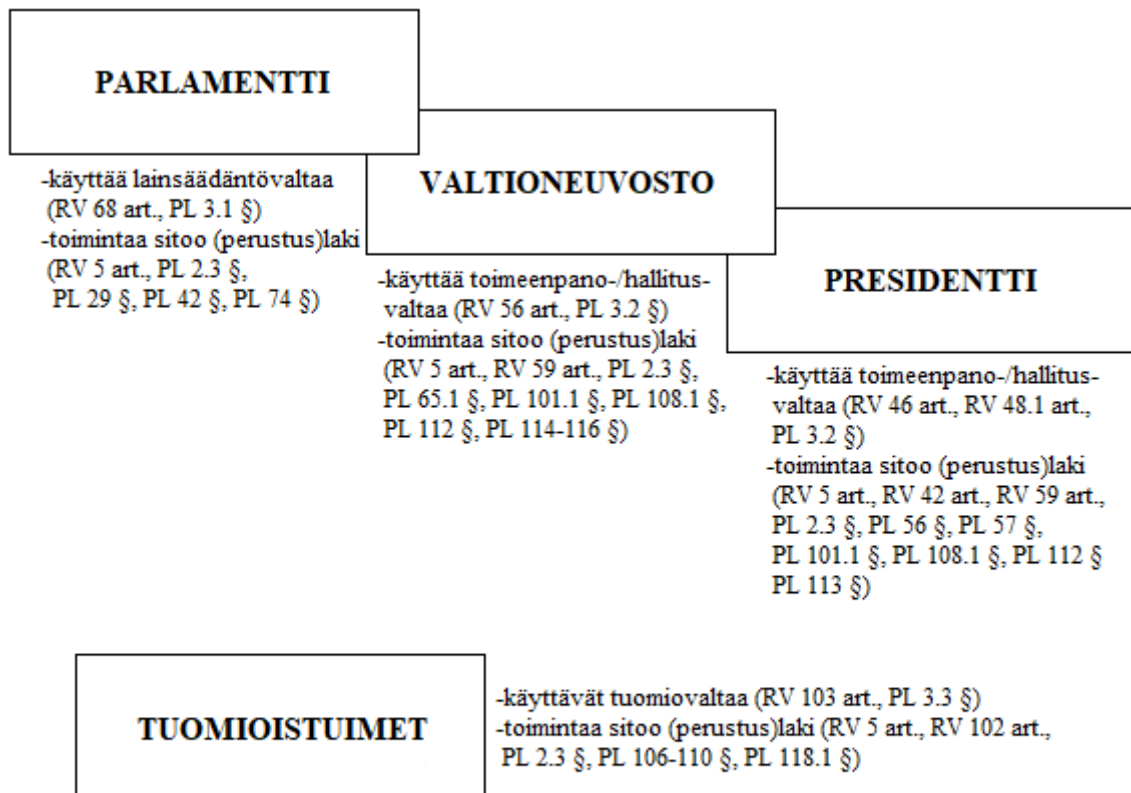 PARLAMENTTI
-käyttää lainsäädäntövaltaa
(RV 68 art., PL 3.1 §)
-toimintaa sitoo (perustus)laki
(RV 5 art., PL 2.3 §,
PL 29 §, PL 42 §, PL 74 §)
VALTIONEUVOSTO
-käyttää toimeenpano-/hallitus-
valtaa (RV 56 art., PL 3.2 §)
-toimintaa sitoo (perustus)laki
(RV 5 art., RV 59 art., PL 2.3 §,
PL 65.1 §, PL 101.1 §, PL 108.1 §,
PL 112 §, PL 114-116 §)
PRESIDENTTI
-käyttää toimeenpano-/hallitus-
valtaa (RV 46 art., RV 48.1 art.,
PL 3.2 §)
-toimintaa sitoo (perustus)laki
(RV 5 art., RV 42 art., RV 59 art.,
PL 2.3 §, PL 56 §, PL 57 §,
PL 101.1 §, PL 108.1 §, PL 112 §
PL 113 §)
TUOMIOISTUIMET
-käyttävät tuomiovaltaa (RV 103 art., PL 3.3 §)
-toimintaa sitoo (perustus)laki (RV 5 art., RV 102 art.,
PL 2.3 §, PL 106-110 §, PL 118.1 §)